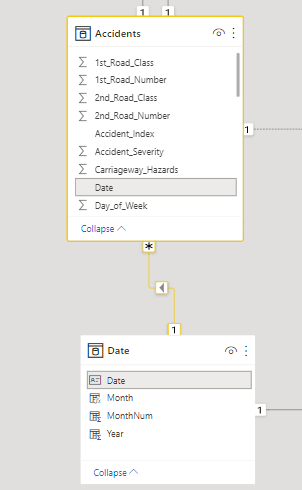 1 1
Accidents
1st_Road_Class
1st_Road_Number
2nd_Road_Class
2nd_Road_Number
1
Accident_Index
Accident_Severity
Carriageway_Hazards
Date
Day_of_Week
Collapse
*
1
Date
Date
Month
1
MonthNum
Year
Collapse